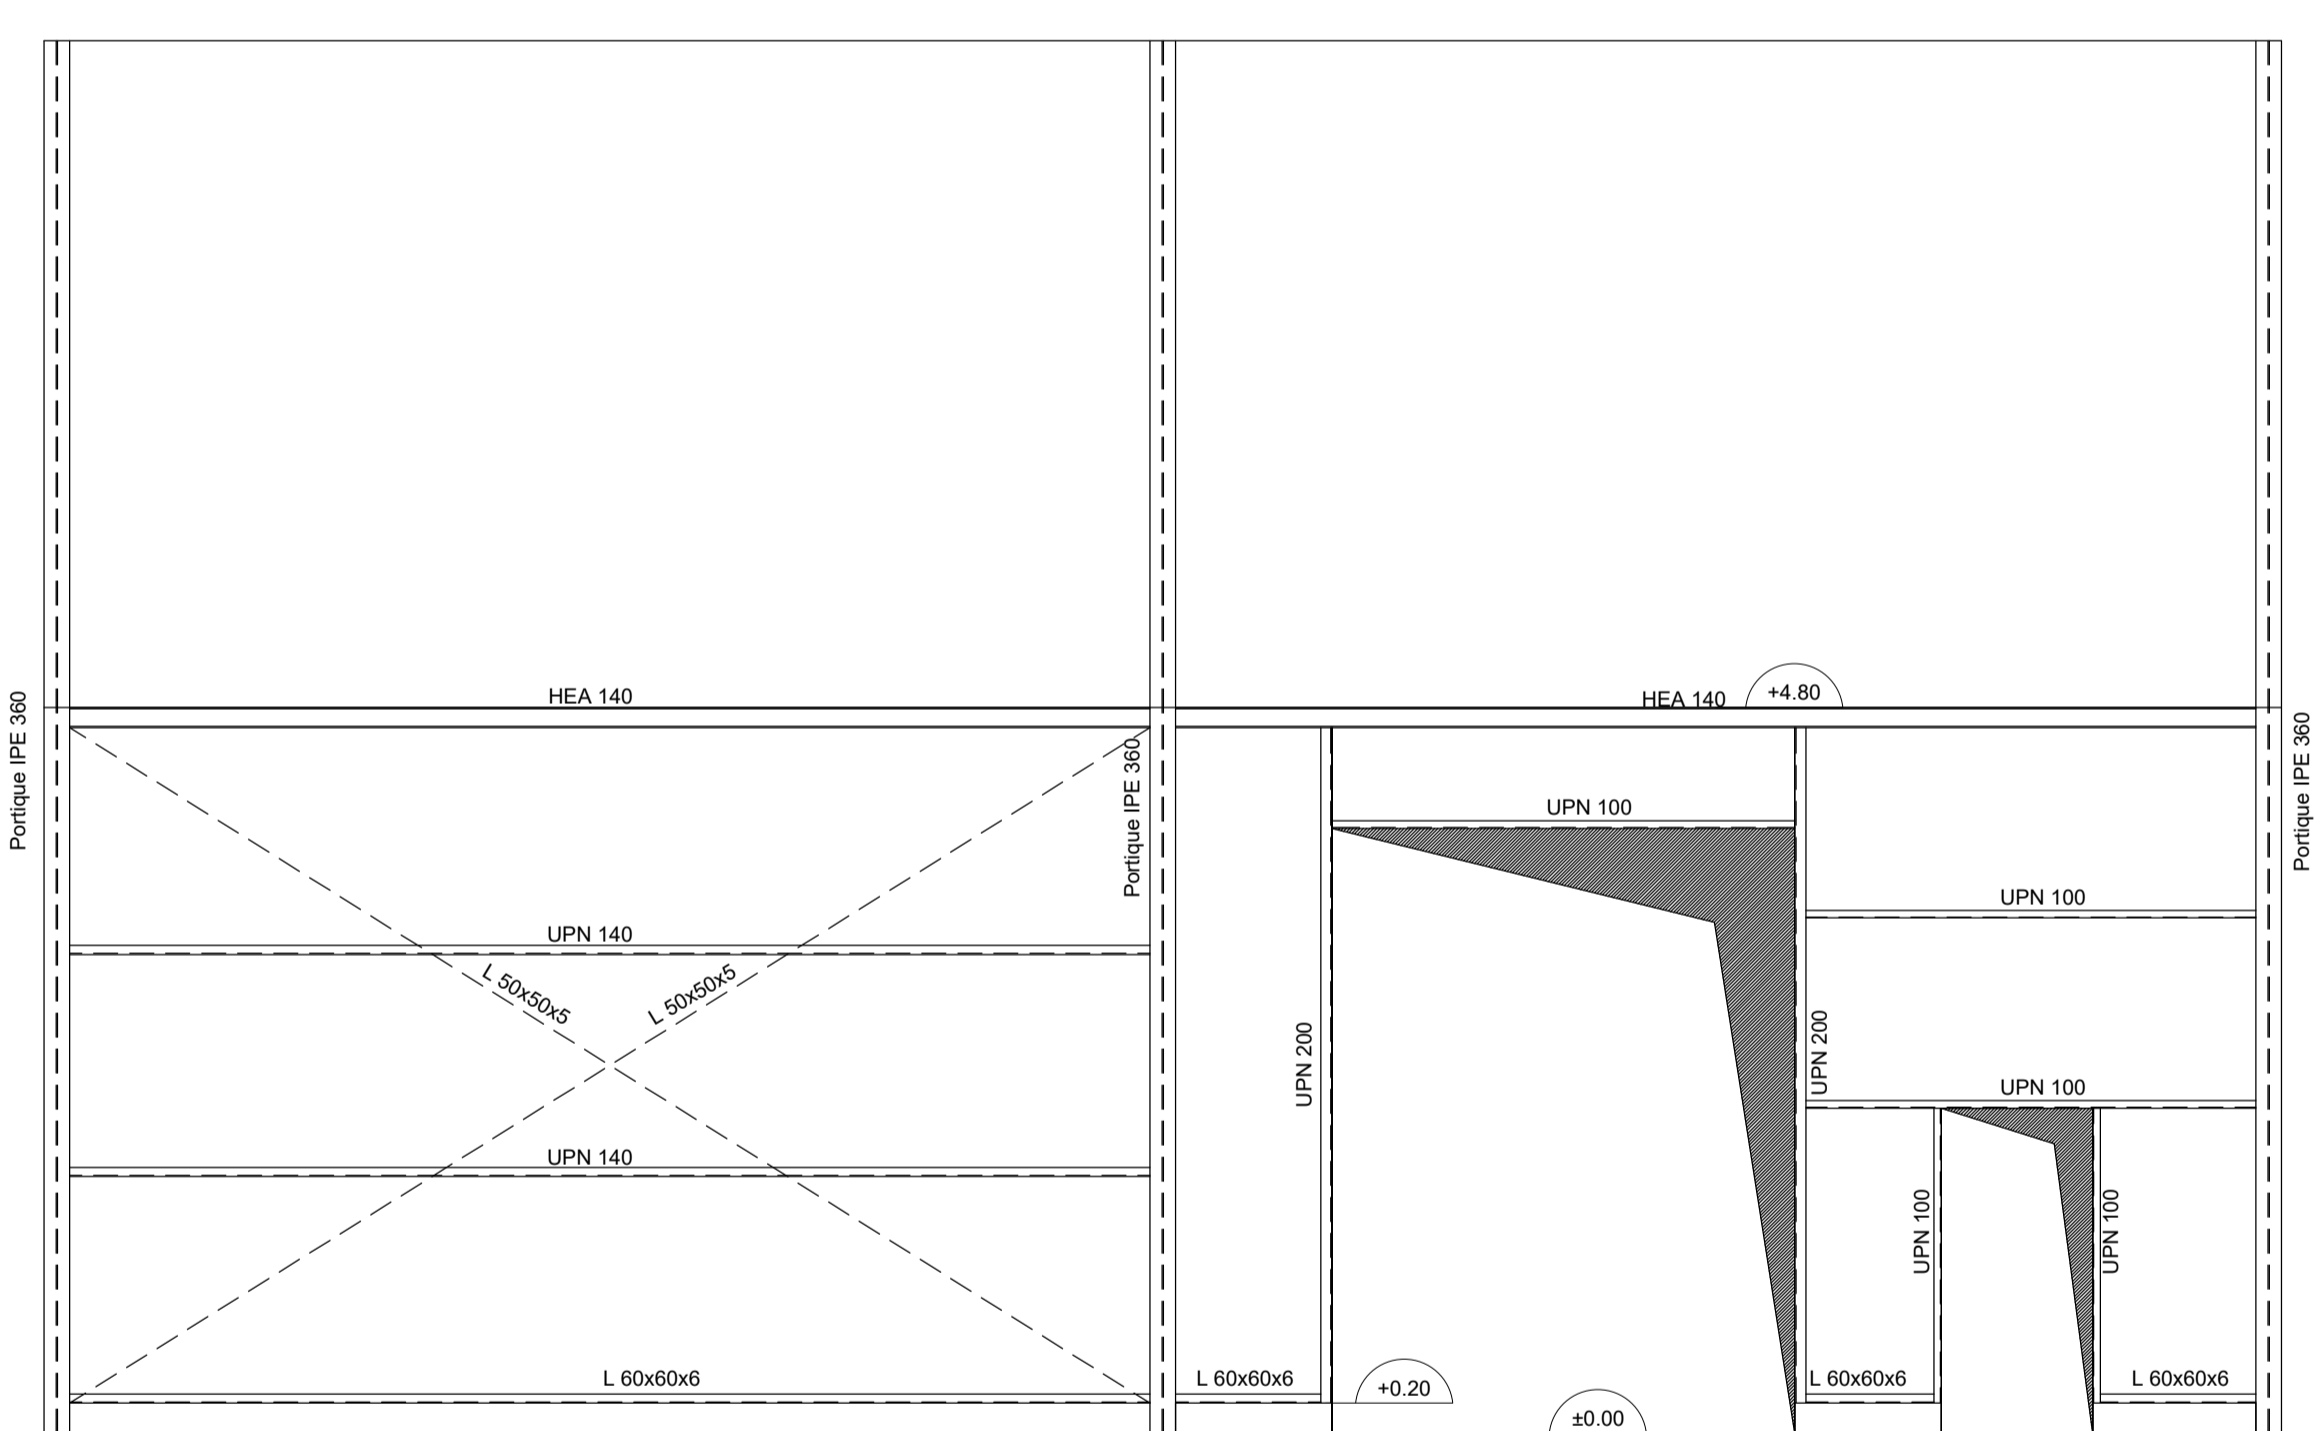 HEA 140
HEA 140
+4.80
Portique IPE 360
Portique IPE 360
Portique IPE 360
UPN 100
UPN 100
UPN 140
L 50x50x5
L 50x50x5
UPN 200
UPN 200
UPN 100
UPN 140
UPN 100
UPN 100
L 60x60x6
L 60x60x6
+0.20
L 60x60x6
L 60x60x6
±0.00